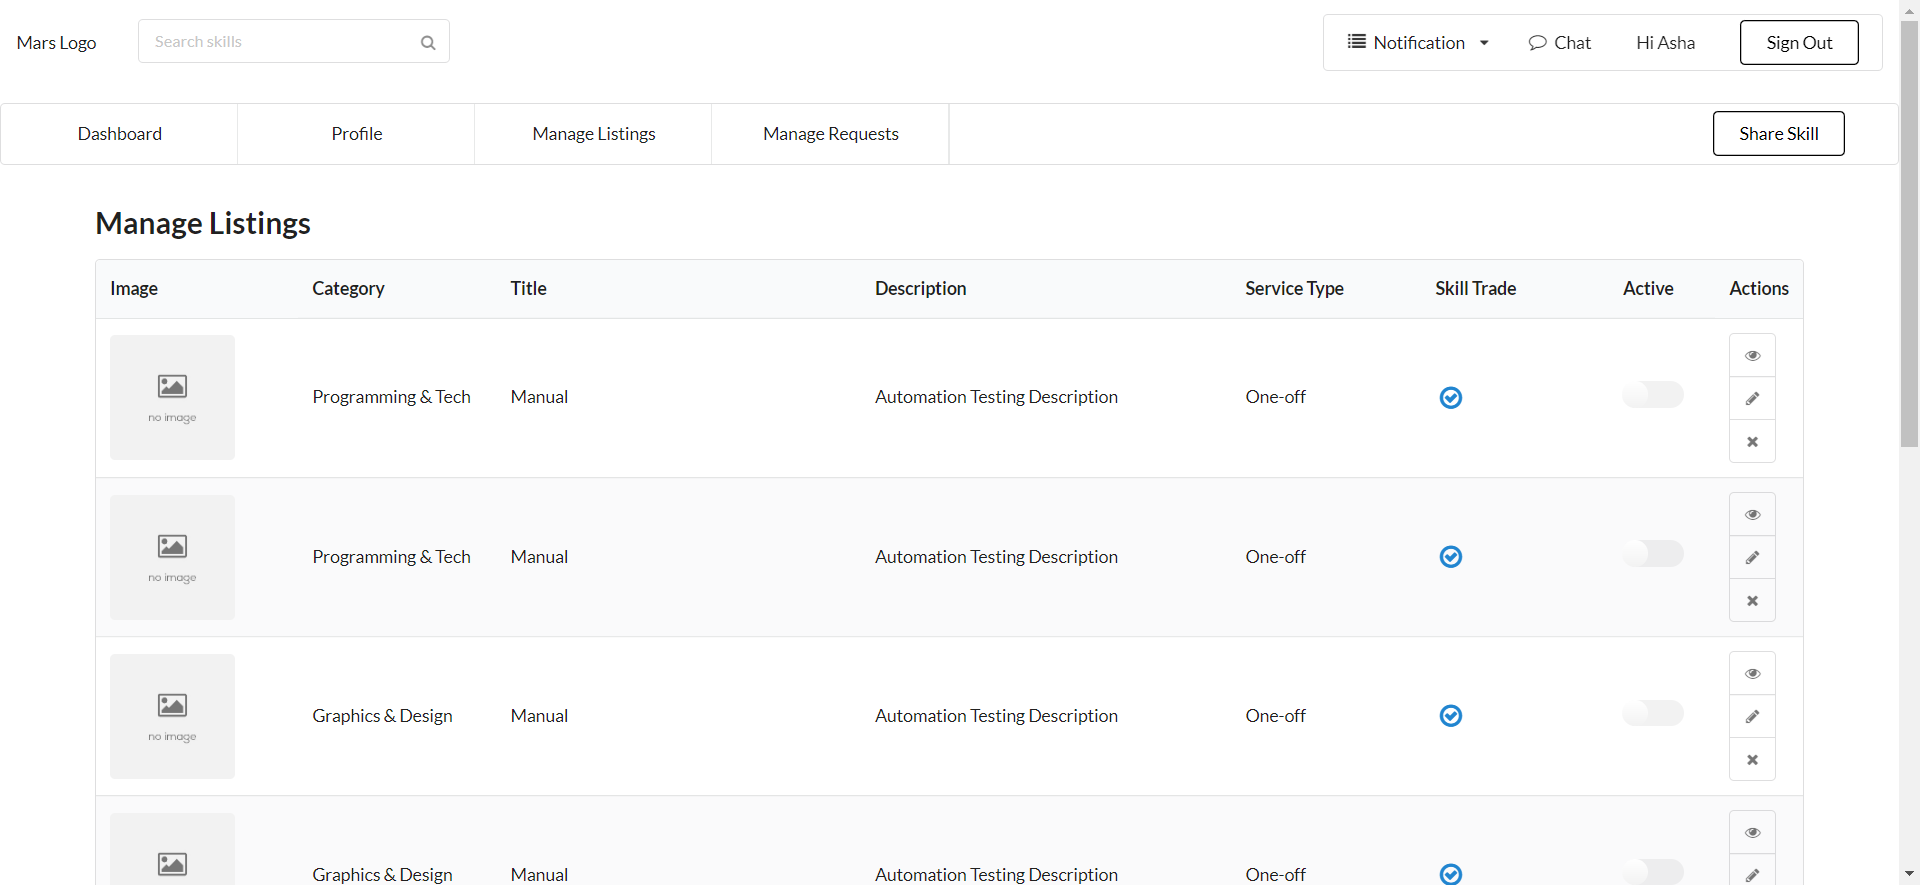 Mars Logo
Search skills
Notification
Chat
Hi Asha
Sign Out
Dashboard
Profile
Manage Listings
Manage Requests
Share Skill
Manage Listings
Image Category Title Description Service Type Skill Trade Active Actions
no image
Programming & Tech Manual Automation Testing Description One-off
no image
Programming & Tech Manual Automation Testing Description One-off
no image
Graphics & Design Manual Automation Testing Description One-off
Graphics & Design Manual Automation Testing Description One-off